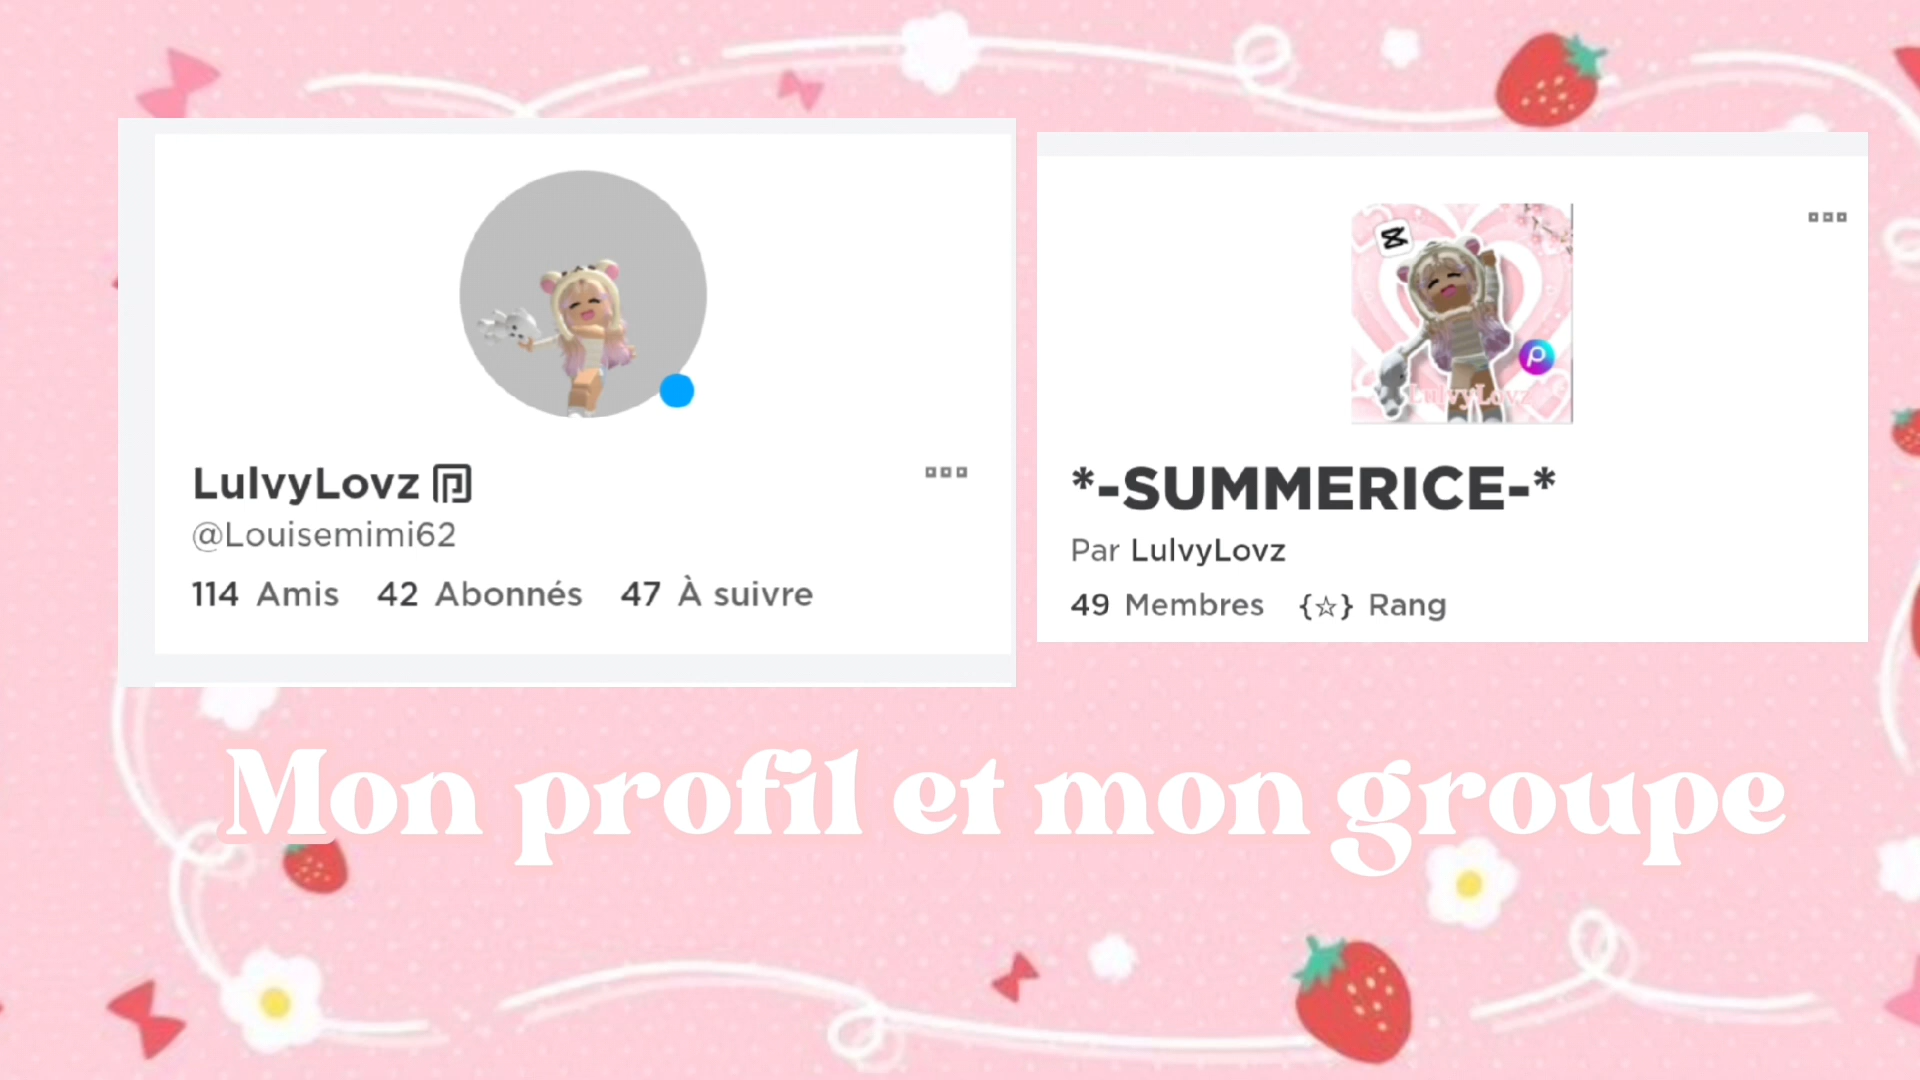 LulvyLovz
@Louisemimi62
114 Amis 42 Abonnés 47 À suivre
LulvyLovz
*-SUMMERICE-*
Par LulvyLovz
49 Membres {☆} Rang
Mon profil et mon groupe